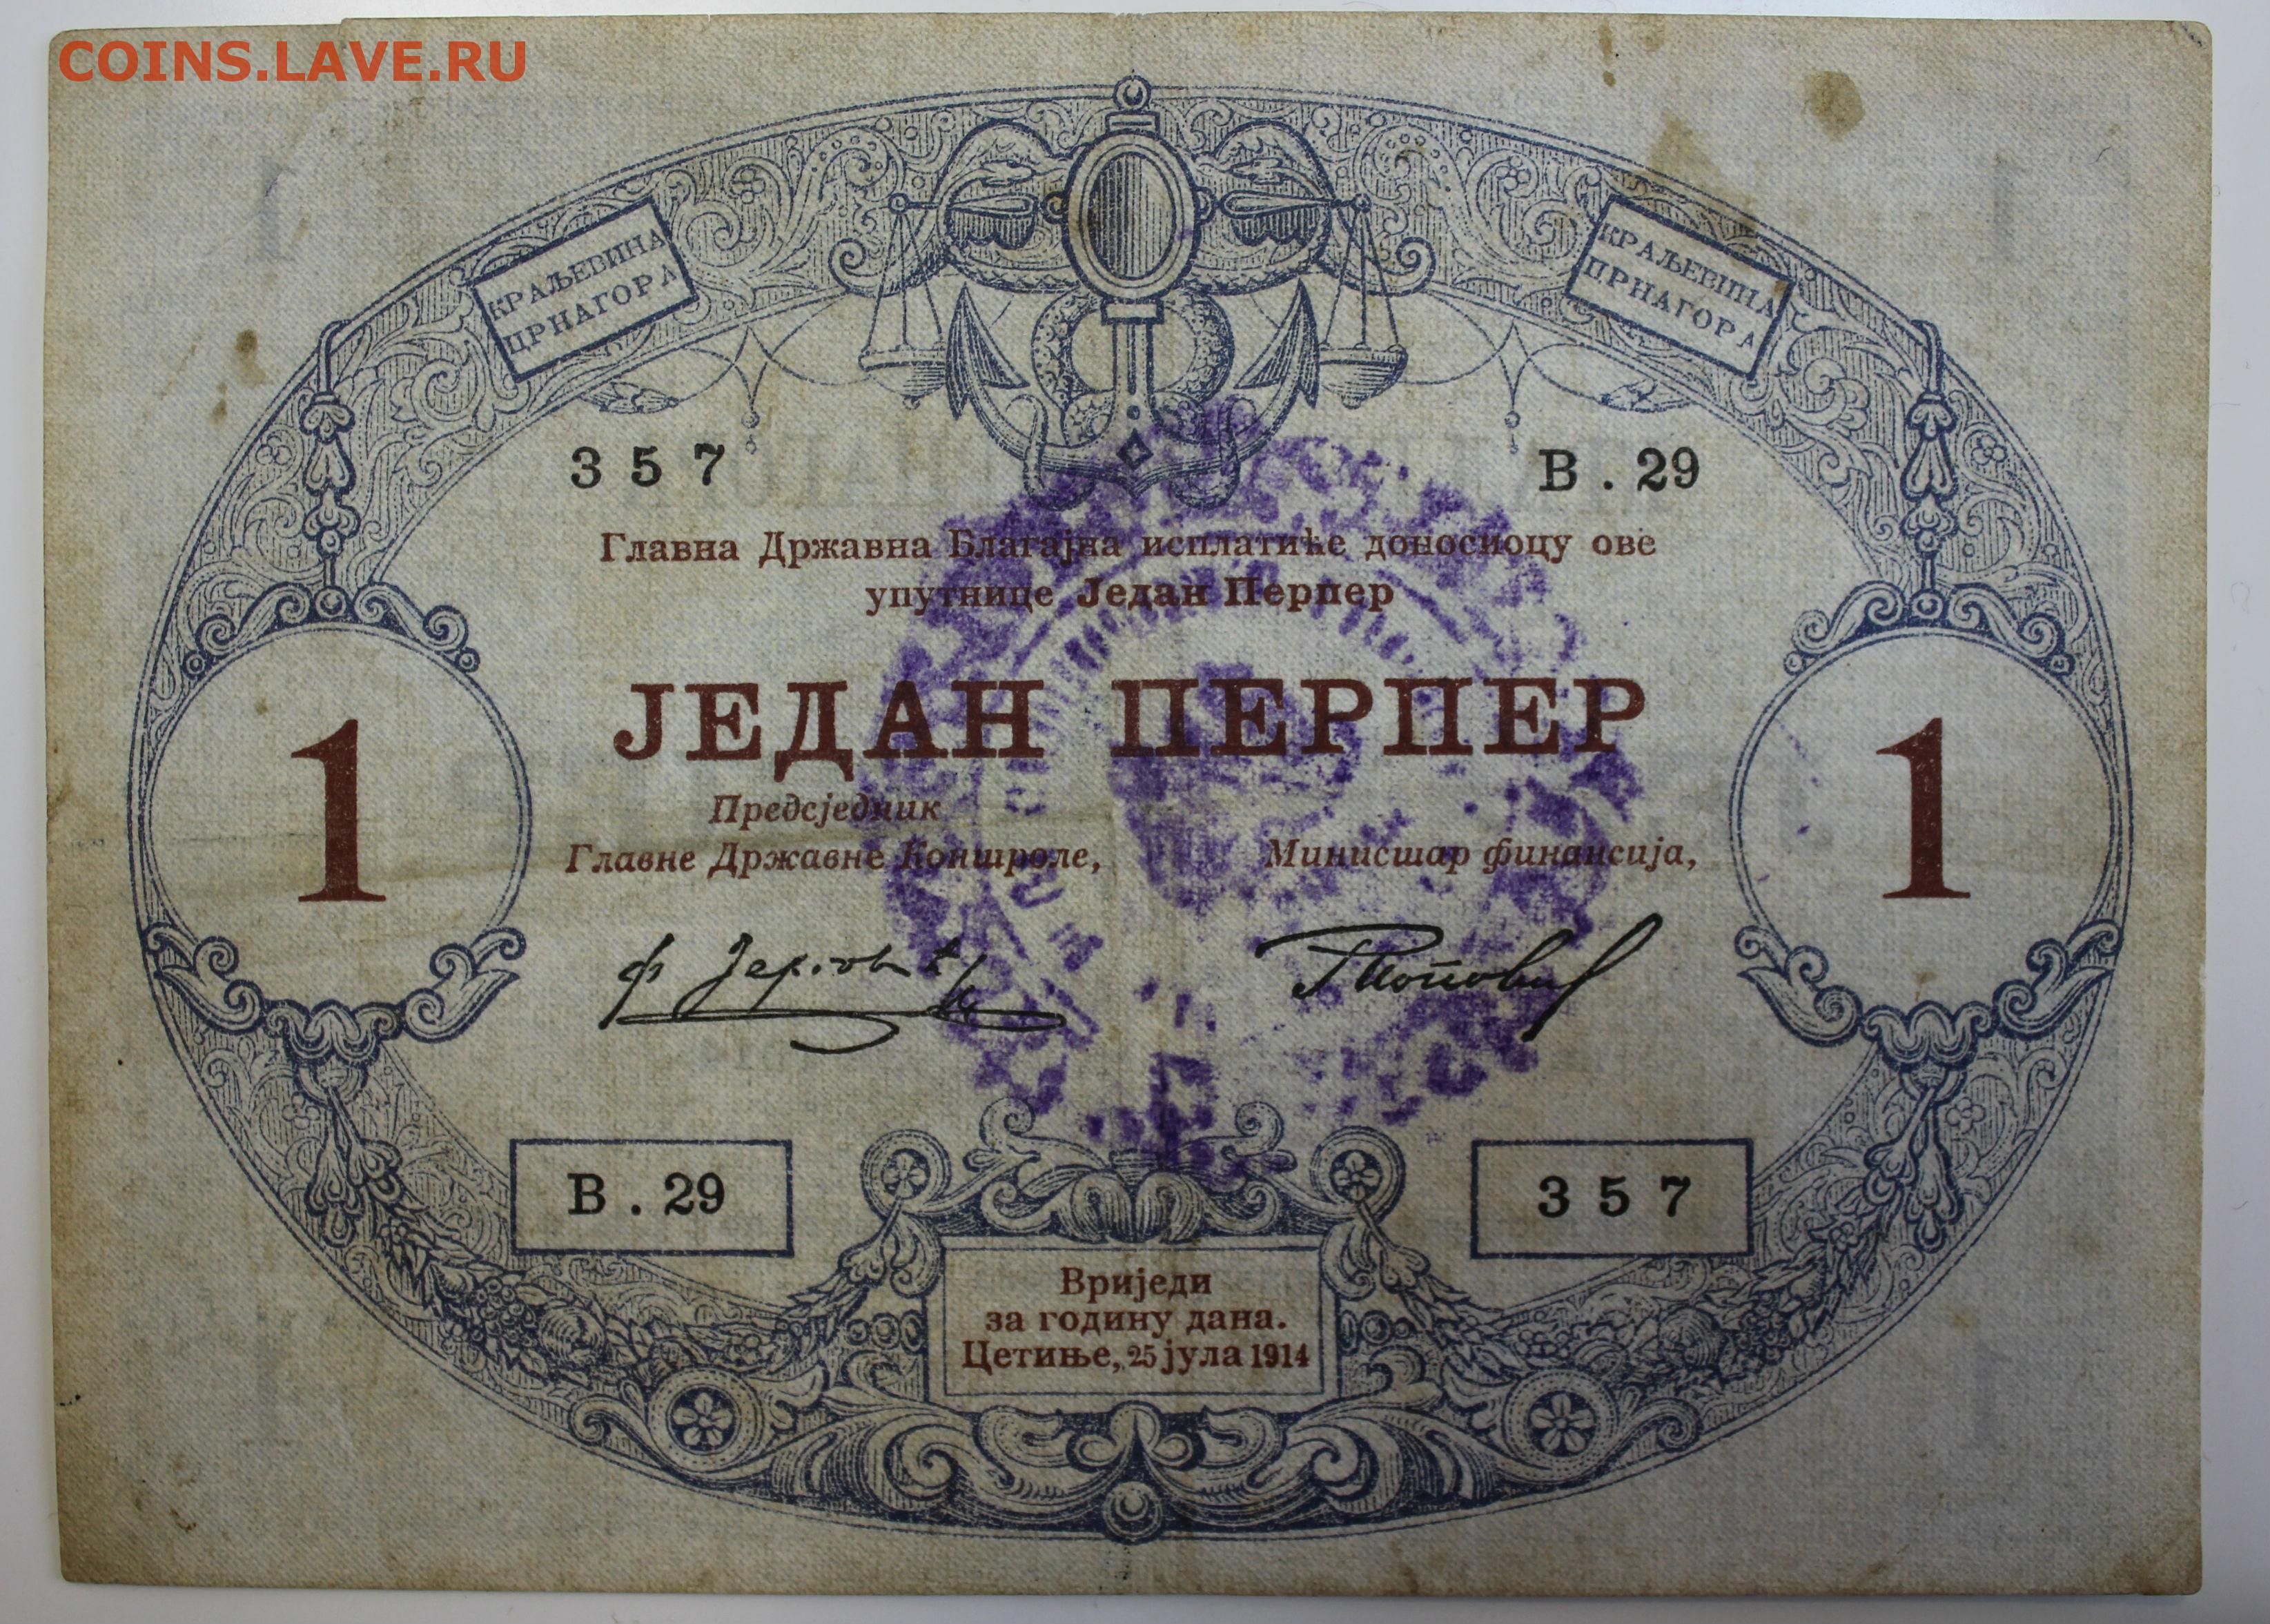 COINS.LAVE.RU
КРАЉЕВИНА
ЦРНАГОРА
КРАЉЕВИНА
ЦРНАГОРА
357
В. 29
Главна Државна Благајна исплатиће доносиоцу ове
упутнице Један Перпер
ЈЕДАН ПЕРПЕР
1
1
Предсједник
Главне Државне Контроле,
Министар финансија,
В. 29
357
Вриједи
за годину дана.
Цетиње, 25 јула 1914